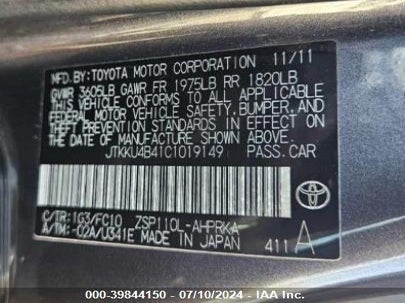 MFD.BY:TOYOTA MOTOR CORPORATION 11/11
GVWR 3605LB GAWR FR 1975LB RR 1820LB
THIS VEHICLE CONFORMS TO ALL APPLICABLE
FEDERAL MOTOR VEHICLE SAFETY, BUMPER, AND
THEFT PREVENTION STANDARDS IN EFFECT ON
THE DATE OF MANUFACTURE SHOWN ABOVE.
JTKKU4B41C1019149 PASS.CAR
C/TR:1G3/FC10 ZSP110L-AHPRKA
A/TM:-02A/U341E MADE IN JAPAN
411A
000-39844150 - 07/10/2024 - IAA Inc.